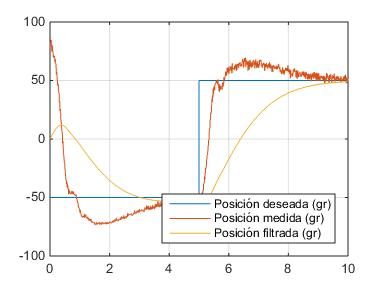 100
50
0
-50
-100
Posición deseada (gr)
Posición medida (gr)
Posición filtrada (gr)
0 2 4 6 8 10